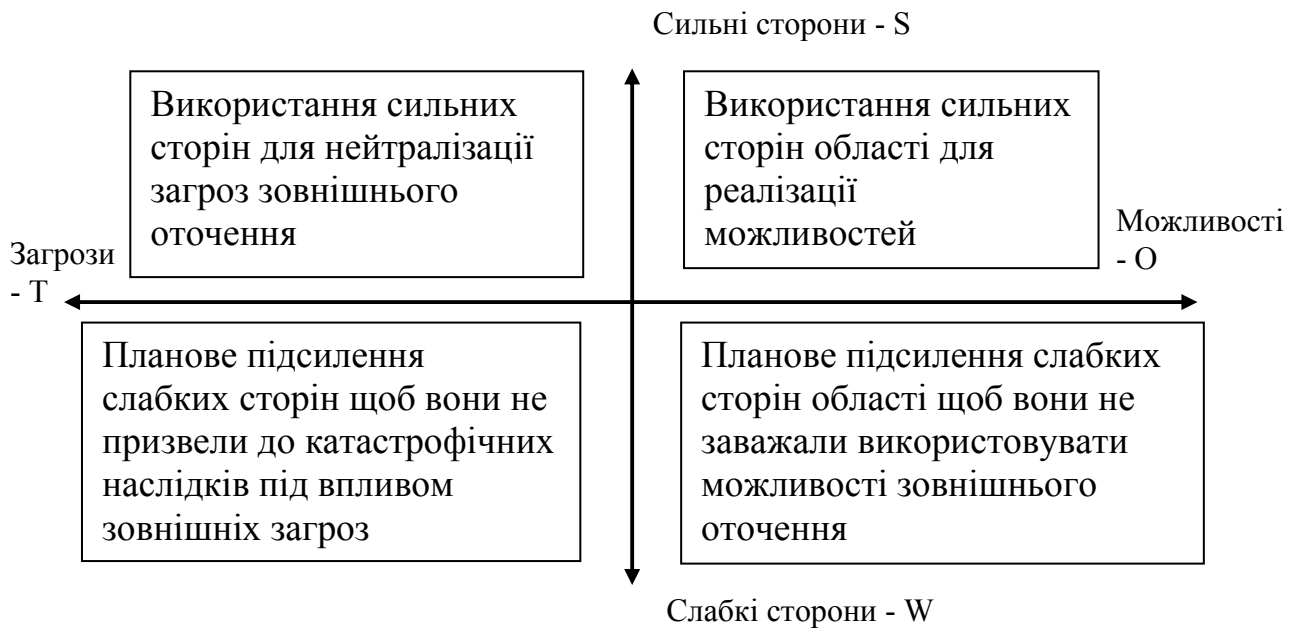 Сильні сторони - S
Використання сильних
сторін для нейтралізації
загроз зовнішнього
оточення
Використання сильних
сторін області для
реалізації
можливостей
Загрози
- T
Можливості
- O
Планове підсилення
слабких сторін щоб вони не
призвели до катастрофічних
наслідків під впливом
зовнішніх загроз
Планове підсилення слабких
сторін області щоб вони не
заважали використовувати
можливості зовнішнього
оточення
Слабкі сторони - W